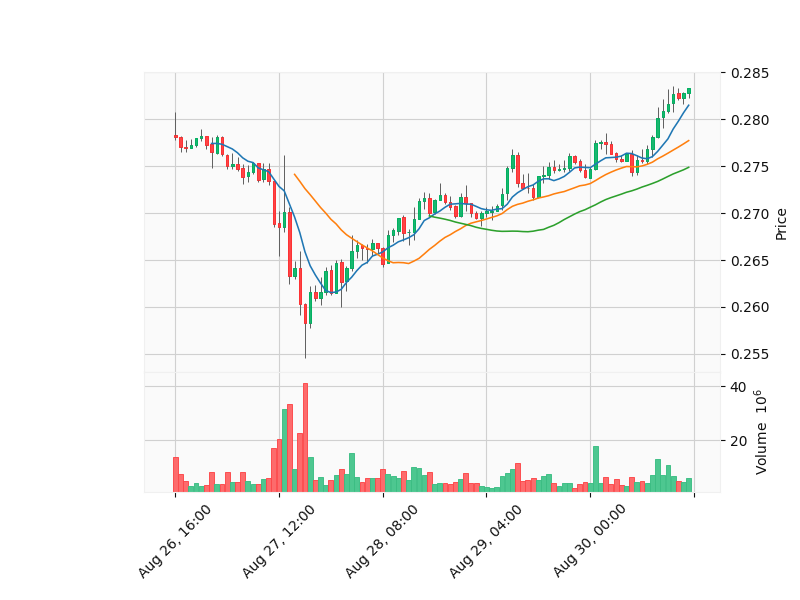 0.285
0.280
0.275
0.270
0.265
0.260
0.255
Price
40
20
Volume 10⁶
Aug 26, 16:00
Aug 27, 12:00
Aug 28, 08:00
Aug 29, 04:00
Aug 30, 00:00